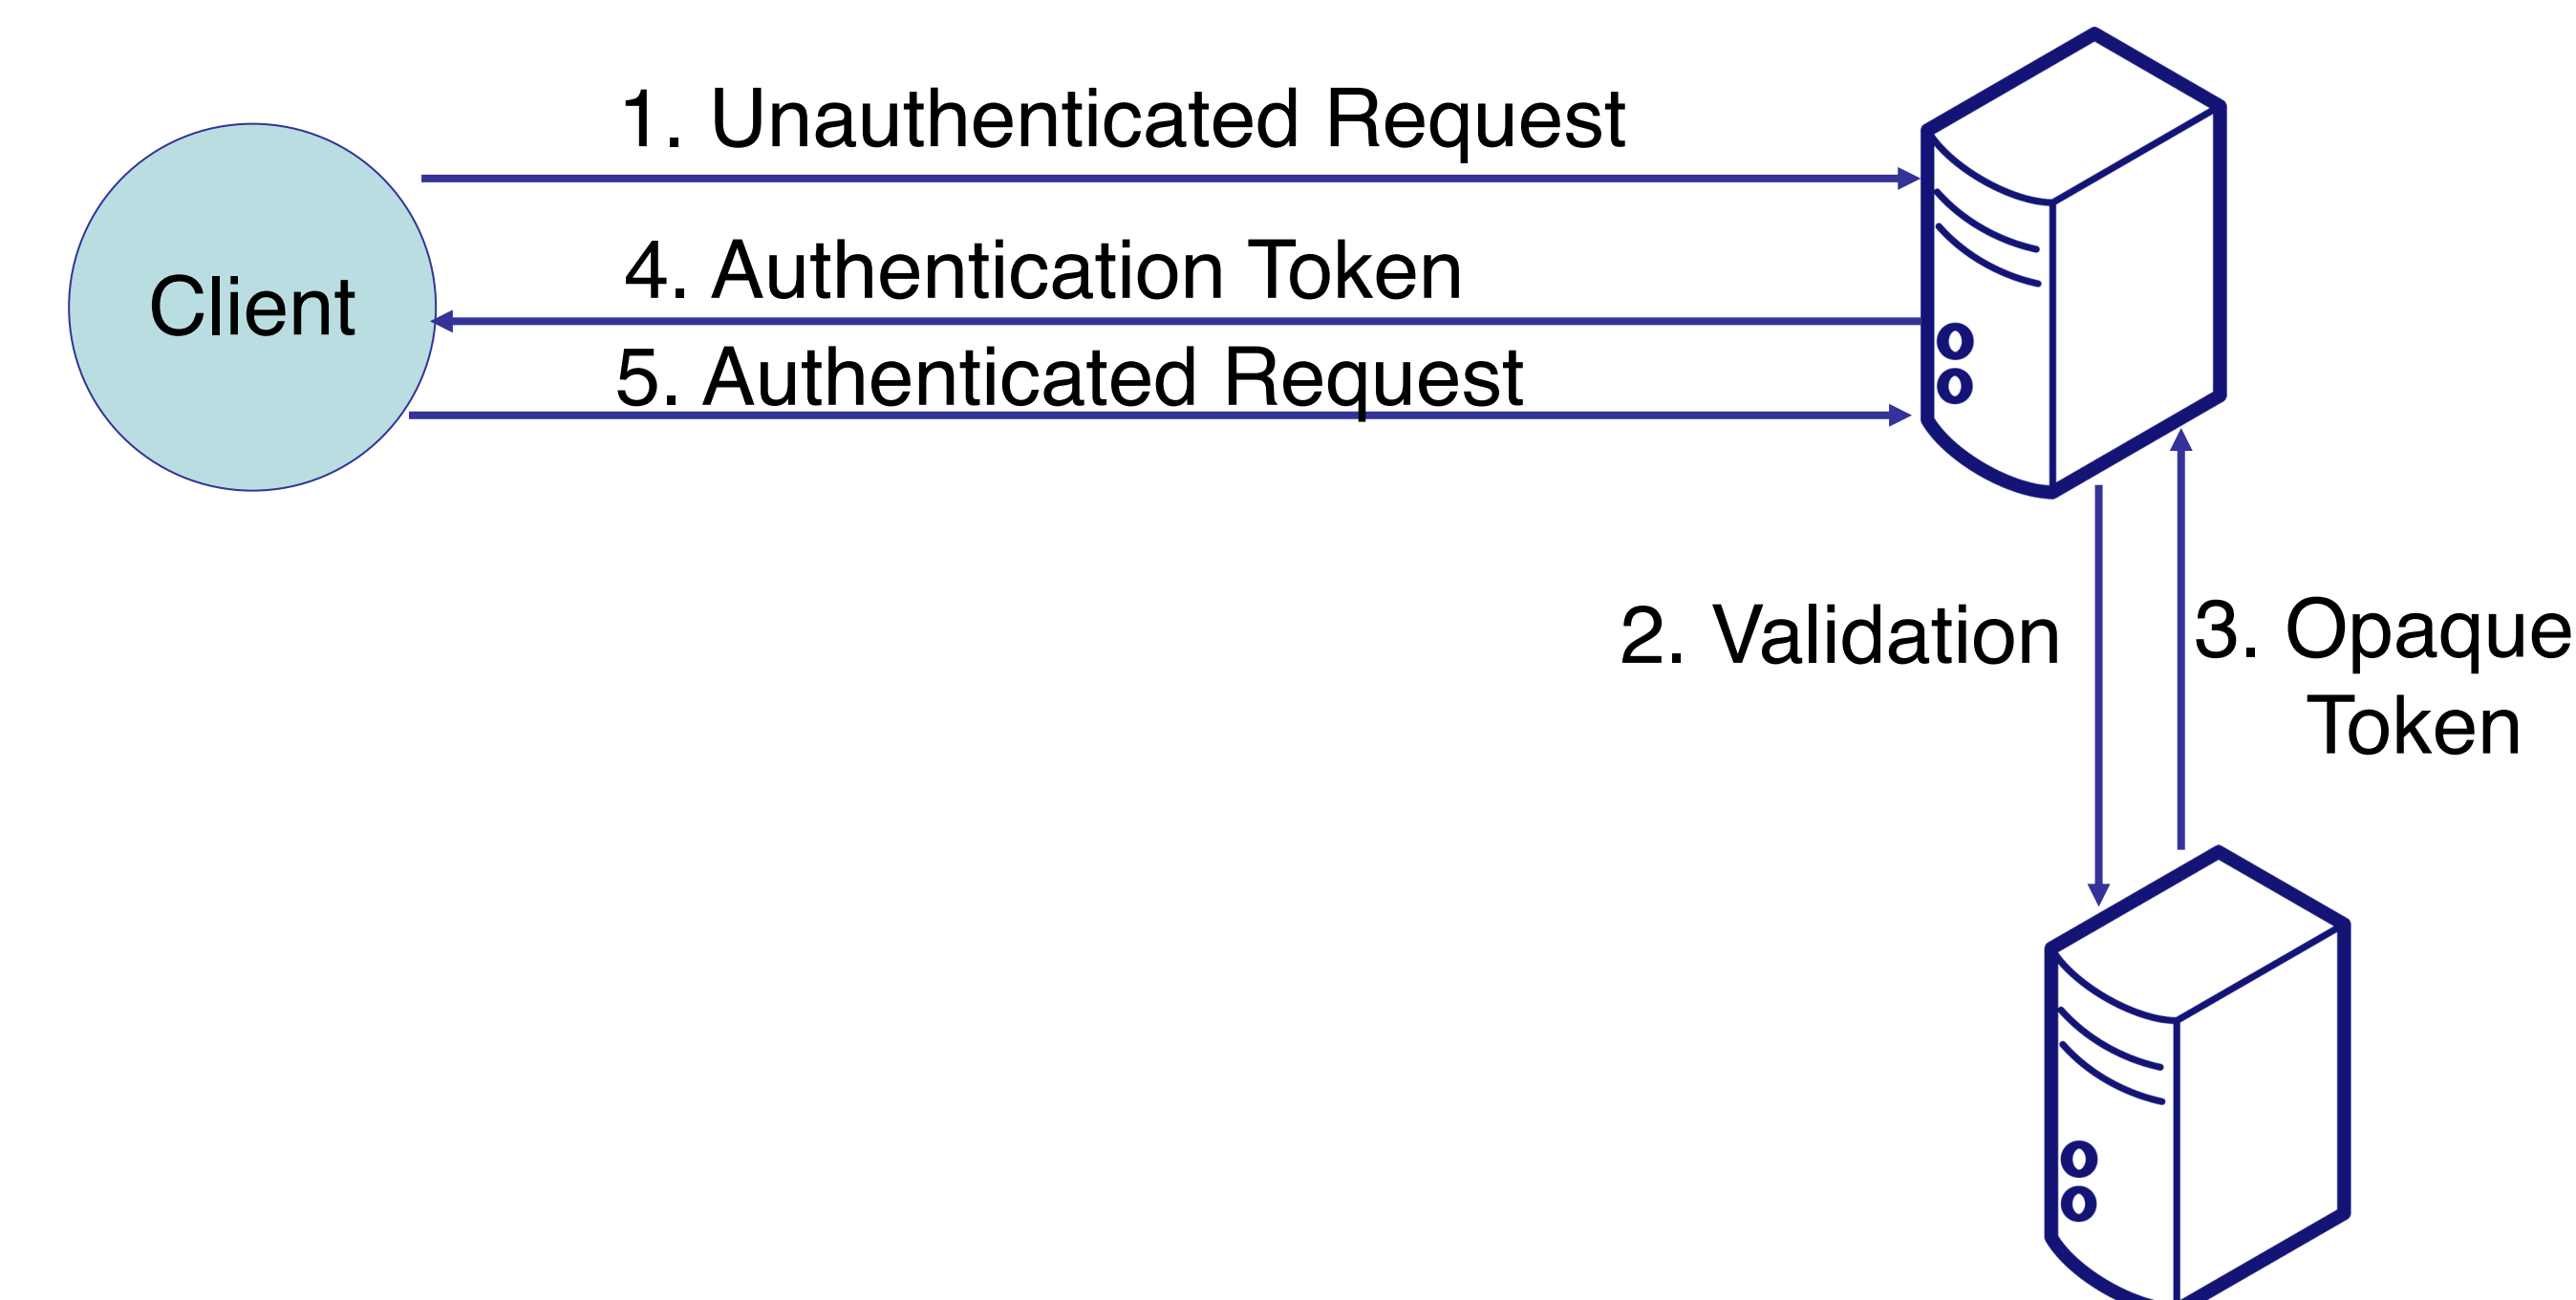 1. Unauthenticated Request
4. Authentication Token
Client
5. Authenticated Request
2. Validation
3. Opaque
Token